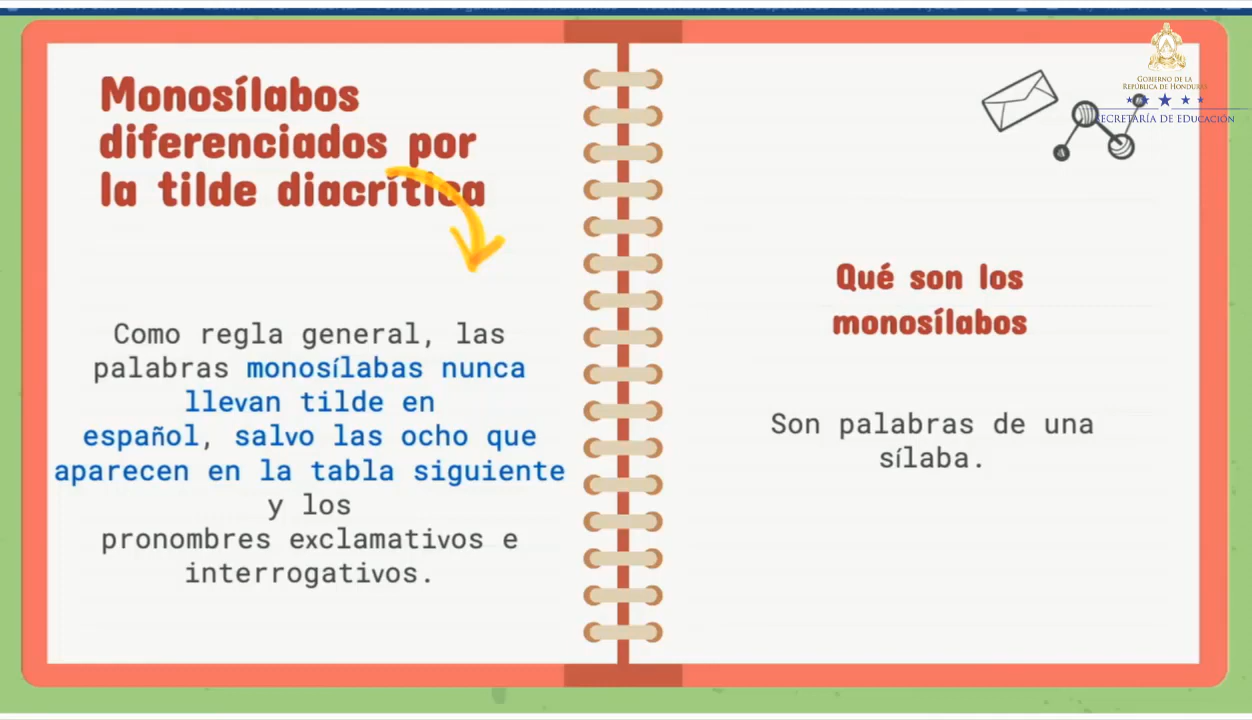 Monosílabos
diferenciados por
la tilde diacrítica
Como regla general, las
palabras monosílabas nunca
llevan tilde en
español, salvo las ocho que
aparecen en la tabla siguiente
y los
pronombres exclamativos e
interrogativos.
GOBIERNO DE LA
REPÚBLICA DE HONDURAS
SECRETARÍA DE EDUCACIÓN
Qué son los
monosílabos
Son palabras de una
sílaba.